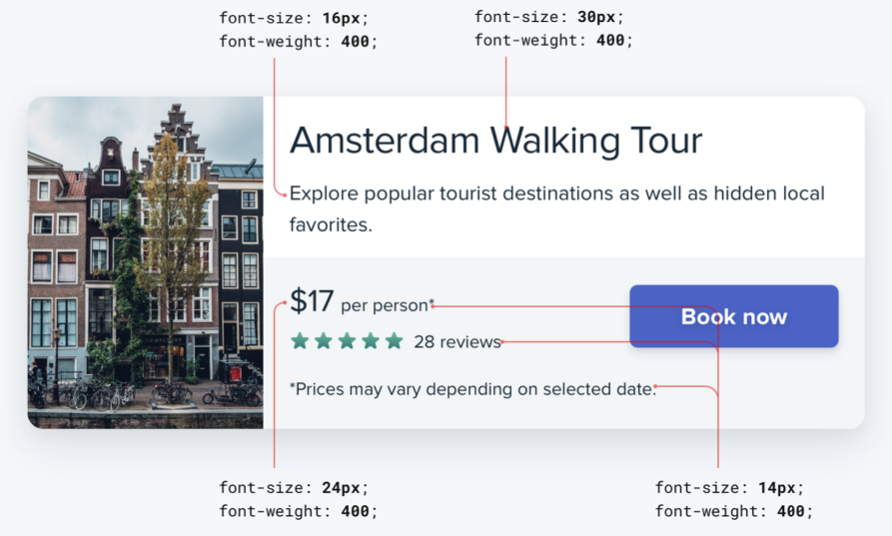 font-size: 16px;
font-weight: 400;
font-size: 30px;
font-weight: 400;
Amsterdam Walking Tour
Explore popular tourist destinations as well as hidden local
favorites.
$17 per person*
Book now
28 reviews
*Prices may vary depending on selected date.
font-size: 24px;
font-weight: 400;
font-size: 14px;
font-weight: 400;